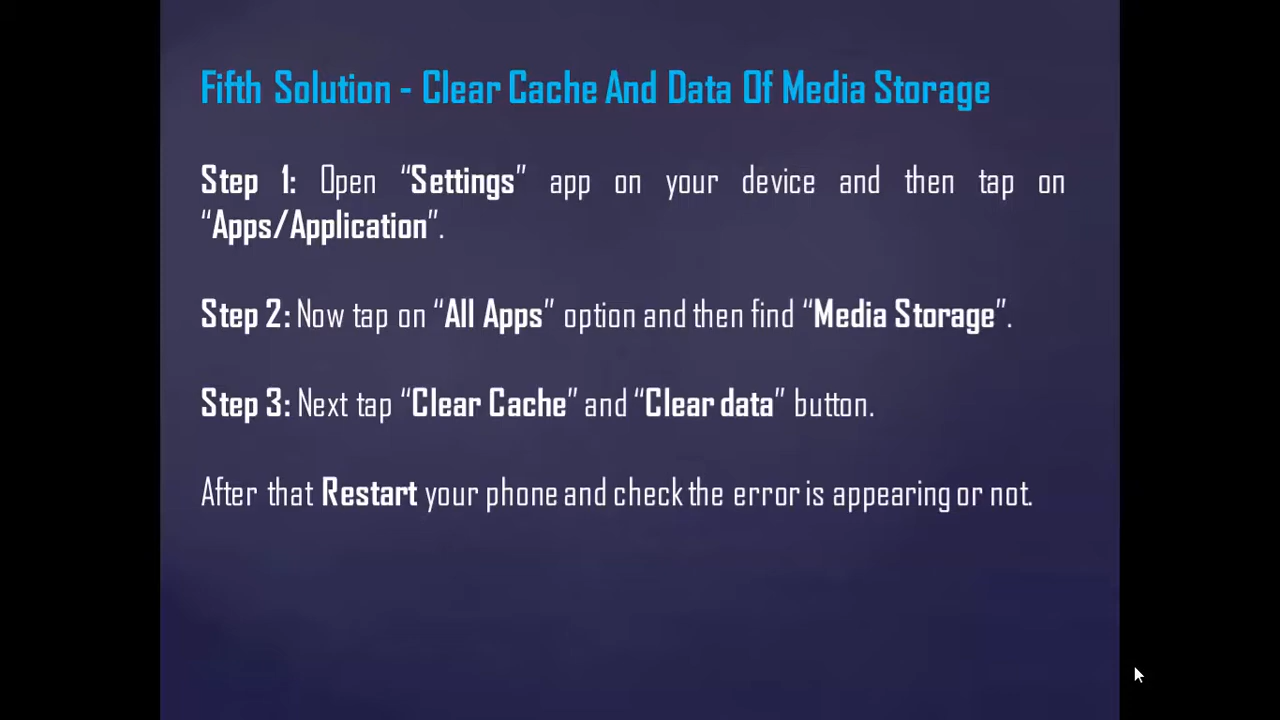 Fifth Solution - Clear Cache And Data Of Media Storage
Step 1: Open “Settings” app on your device and then tap on
“Apps/Application”.
Step 2: Now tap on “All Apps” option and then find “Media Storage”.
Step 3: Next tap “Clear Cache” and “Clear data” button.
After that Restart your phone and check the error is appearing or not.